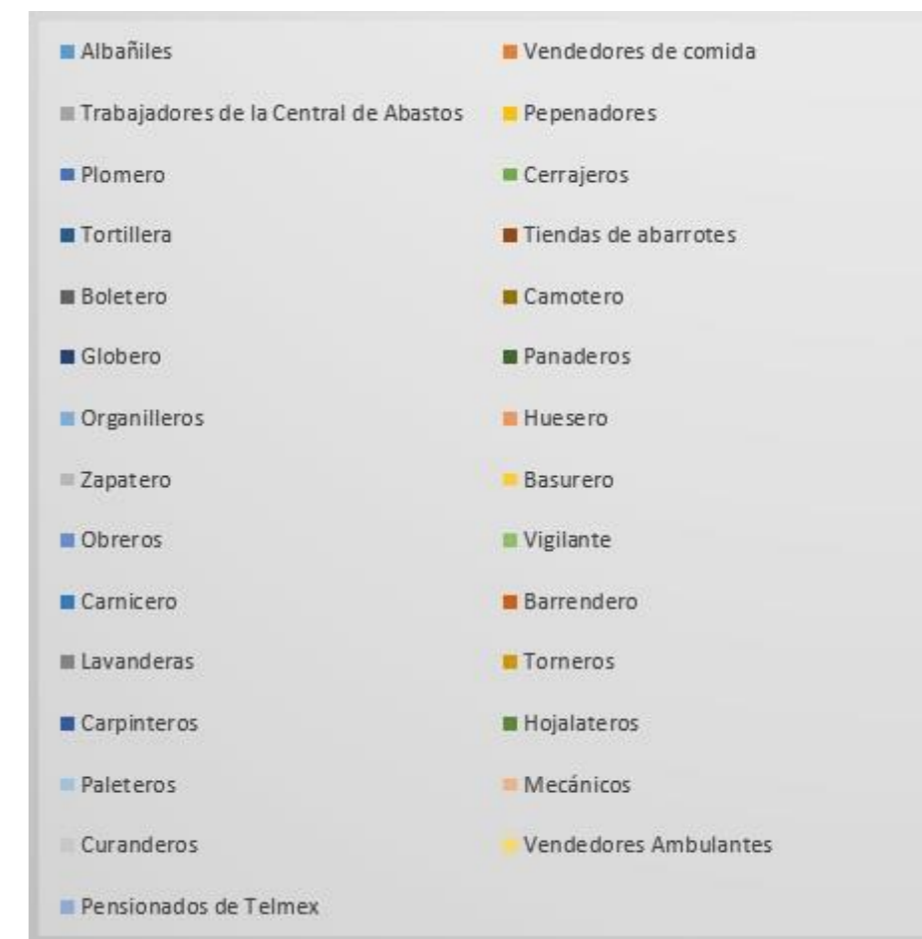 Albañiles
Vendedores de comida
Trabajadores de la Central de Abastos
Pepenadores
Plomero
Cerrajeros
Tortillera
Tiendas de abarrotes
Boletero
Camotero
Globero
Panaderos
Organilleros
Huesero
Zapatero
Basurero
Obreros
Vigilante
Carnicero
Barrendero
Lavanderas
Torneros
Carpinteros
Hojalateros
Paleteros
Mecánicos
Curanderos
Vendedores Ambulantes
Pensionados de Telmex